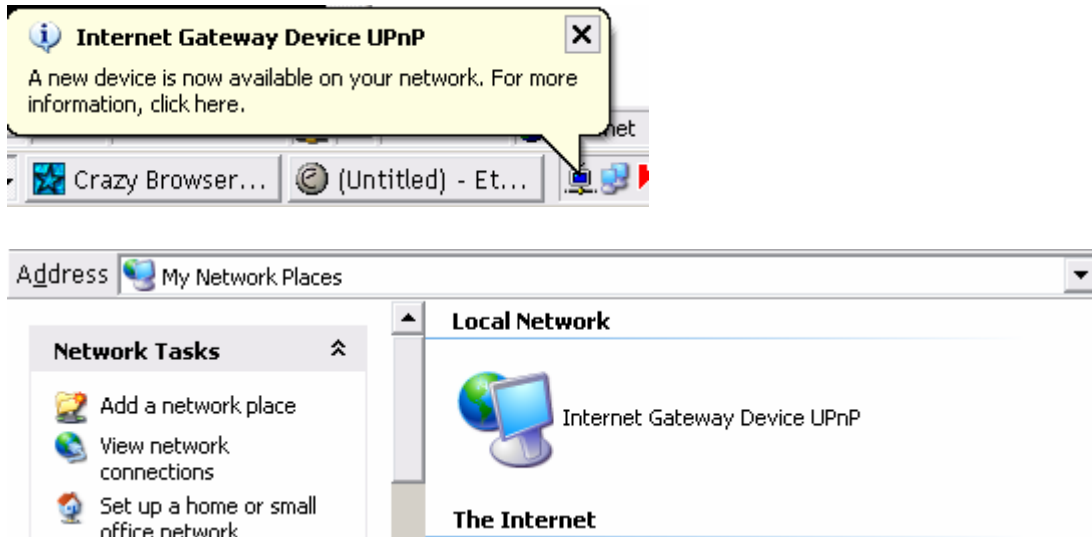 Internet Gateway Device UPnP
A new device is now available on your network. For more
information, click here.
Crazy Browser...
(Untitled) - Et...
Address
My Network Places
Network Tasks
Add a network place
View network
connections
Set up a home or small
office network
Local Network
Internet Gateway Device UPnP
The Internet